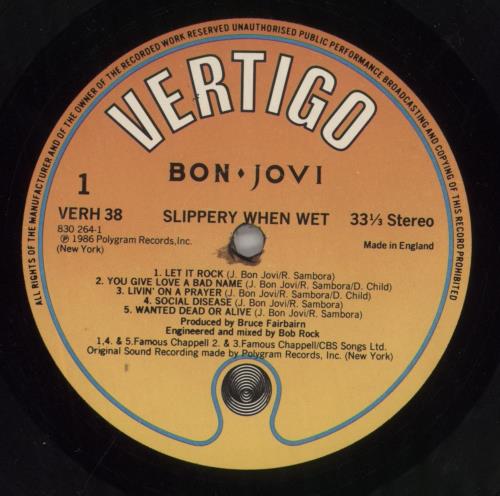 ALL RIGHTS OF THE MANUFACTURER AND OF THE OWNER OF THE RECORDED WORK RESERVED UNAUTHORISED PUBLIC PERFORMANCE BROADCASTING AND COPYING OF THIS RECORD PROHIBITED
VERTIGO
BON • JOVI
1
VERH 38 SLIPPERY WHEN WET 33⅓ Stereo
830 264-1
℗ 1986 Polygram Records, Inc. Made in England
(New York)
1. LET IT ROCK (J. Bon Jovi/R. Sambora)
2. YOU GIVE LOVE A BAD NAME (J. Bon Jovi/R. Sambora/D. Child)
3. LIVIN' ON A PRAYER (J. Bon Jovi/R. Sambora/D. Child)
4. SOCIAL DISEASE (J. Bon Jovi/R. Sambora)
5. WANTED DEAD OR ALIVE (J. Bon Jovi/R. Sambora)
Produced by Bruce Fairbairn
Engineered and mixed by Bob Rock
1,4. & 5.Famous Chappell 2. & 3.Famous Chappell/CBS Songs Ltd.
Original Sound Recording made by Polygram Records, Inc. (New York)